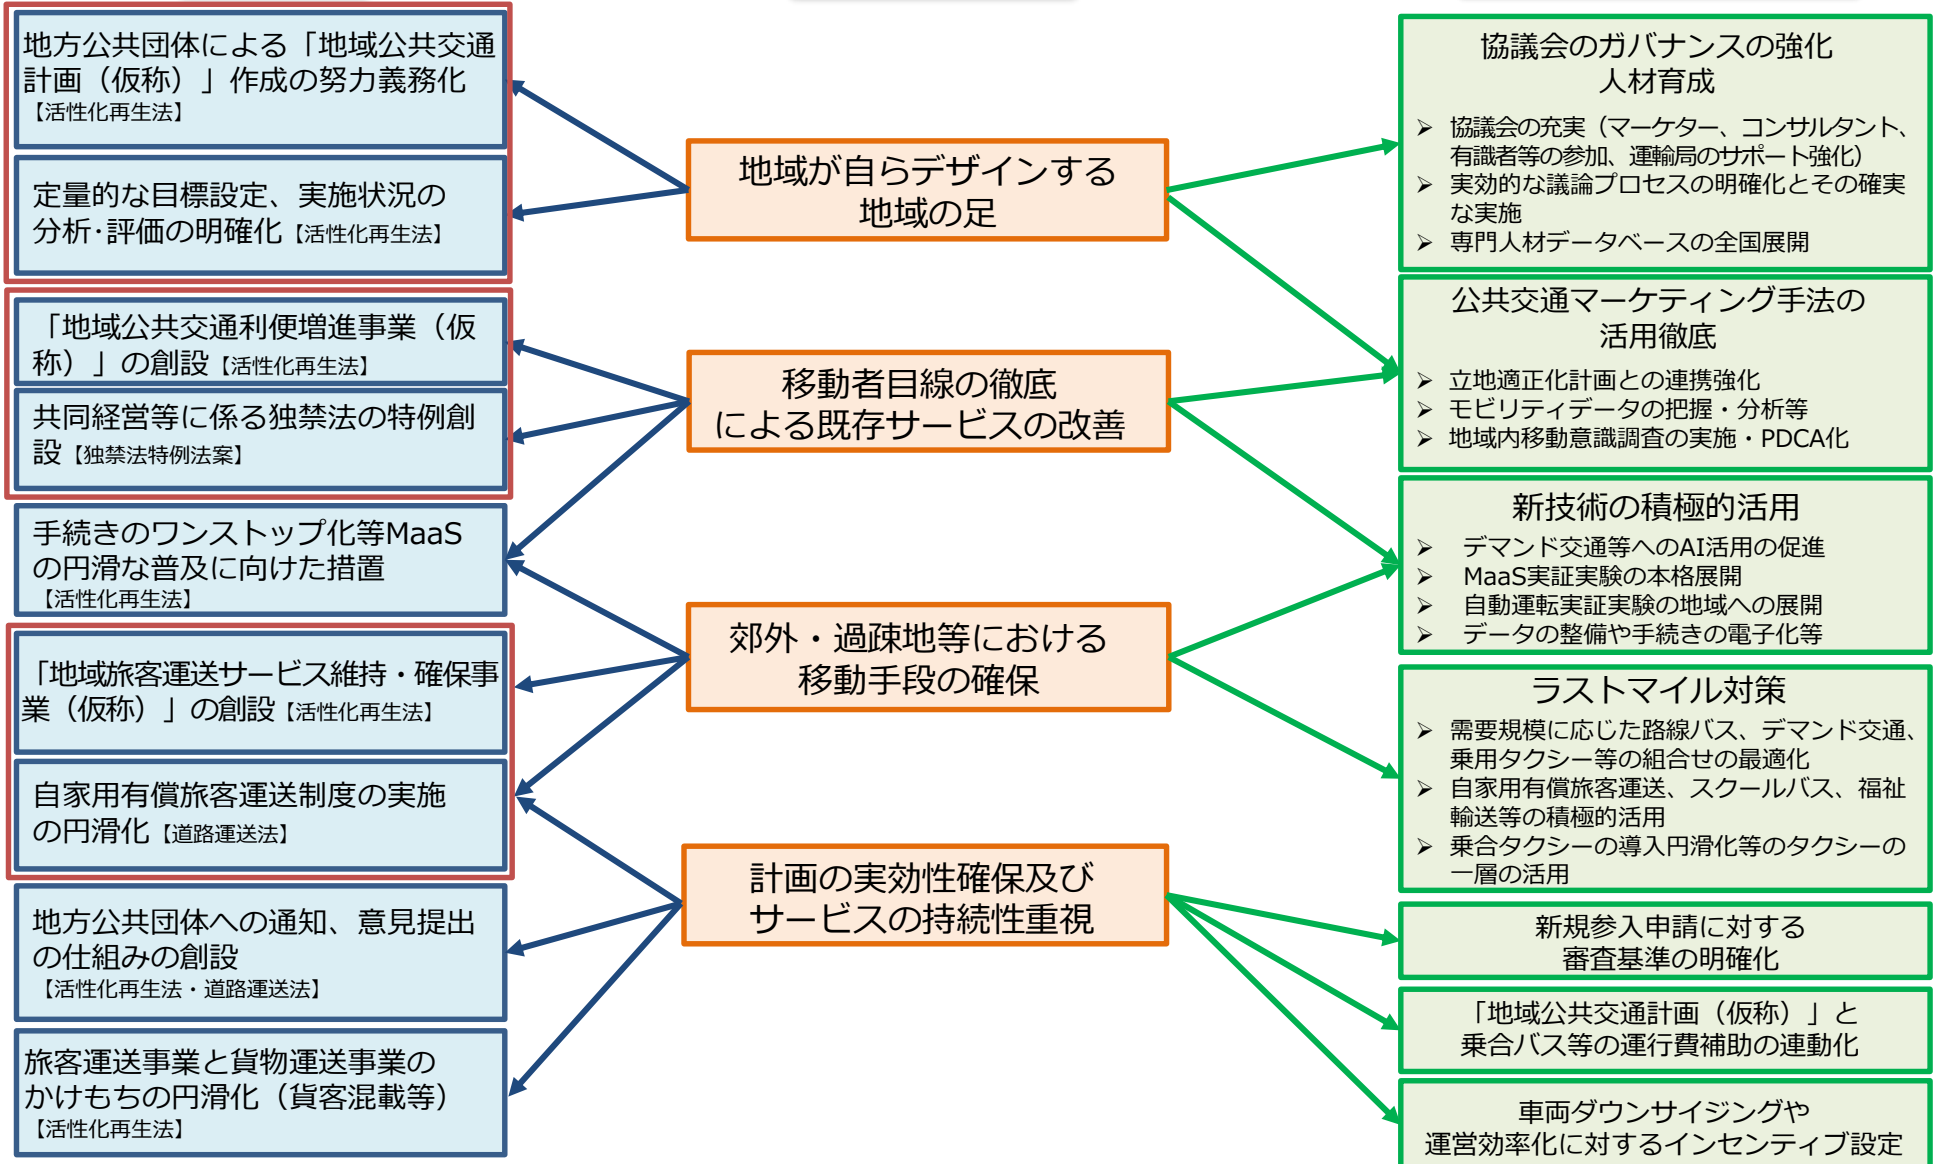 地方公共団体による「地域公共交通
計画（仮称）」作成の努力義務化
【活性化再生法】
定量的な目標設定、実施状況の
分析･評価の明確化【活性化再生法】
「地域公共交通利便増進事業（仮
称）」の創設【活性化再生法】
共同経営等に係る独禁法の特例創
設【独禁法特例法案】
手続きのワンストップ化等MaaS
の円滑な普及に向けた措置
【活性化再生法】
「地域旅客運送サービス維持・確保事
業（仮称）」の創設【活性化再生法】
自家用有償旅客運送制度の実施
の円滑化【道路運送法】
地方公共団体への通知、意見提出
の仕組みの創設
【活性化再生法・道路運送法】
旅客運送事業と貨物運送事業の
かけもちの円滑化（貨客混載等）
【活性化再生法】
地域が自らデザインする
地域の足
移動者目線の徹底
による既存サービスの改善
郊外・過疎地等における
移動手段の確保
計画の実効性確保及び
サービスの持続性重視
協議会のガバナンスの強化
人材育成
➢ 協議会の充実（マーケター、コンサルタント、
有識者等の参加、運輸局のサポート強化）
➢ 実効的な議論プロセスの明確化とその確実
な実施
➢ 専門人材データベースの全国展開
公共交通マーケティング手法の
活用徹底
➢ 立地適正化計画との連携強化
➢ モビリティデータの把握・分析等
➢ 地域内移動意識調査の実施・PDCA化
新技術の積極的活用
➢ デマンド交通等へのAI活用の促進
➢ MaaS実証実験の本格展開
➢ 自動運転実証実験の地域への展開
➢ データの整備や手続きの電子化等
ラストマイル対策
➢ 需要規模に応じた路線バス、デマンド交通、
乗用タクシー等の組合せの最適化
➢ 自家用有償旅客運送、スクールバス、福祉
輸送等の積極的活用
➢ 乗合タクシーの導入円滑化等のタクシーの
一層の活用
新規参入申請に対する
審査基準の明確化
「地域公共交通計画（仮称）」と
乗合バス等の運行費補助の連動化
車両ダウンサイジングや
運営効率化に対するインセンティブ設定